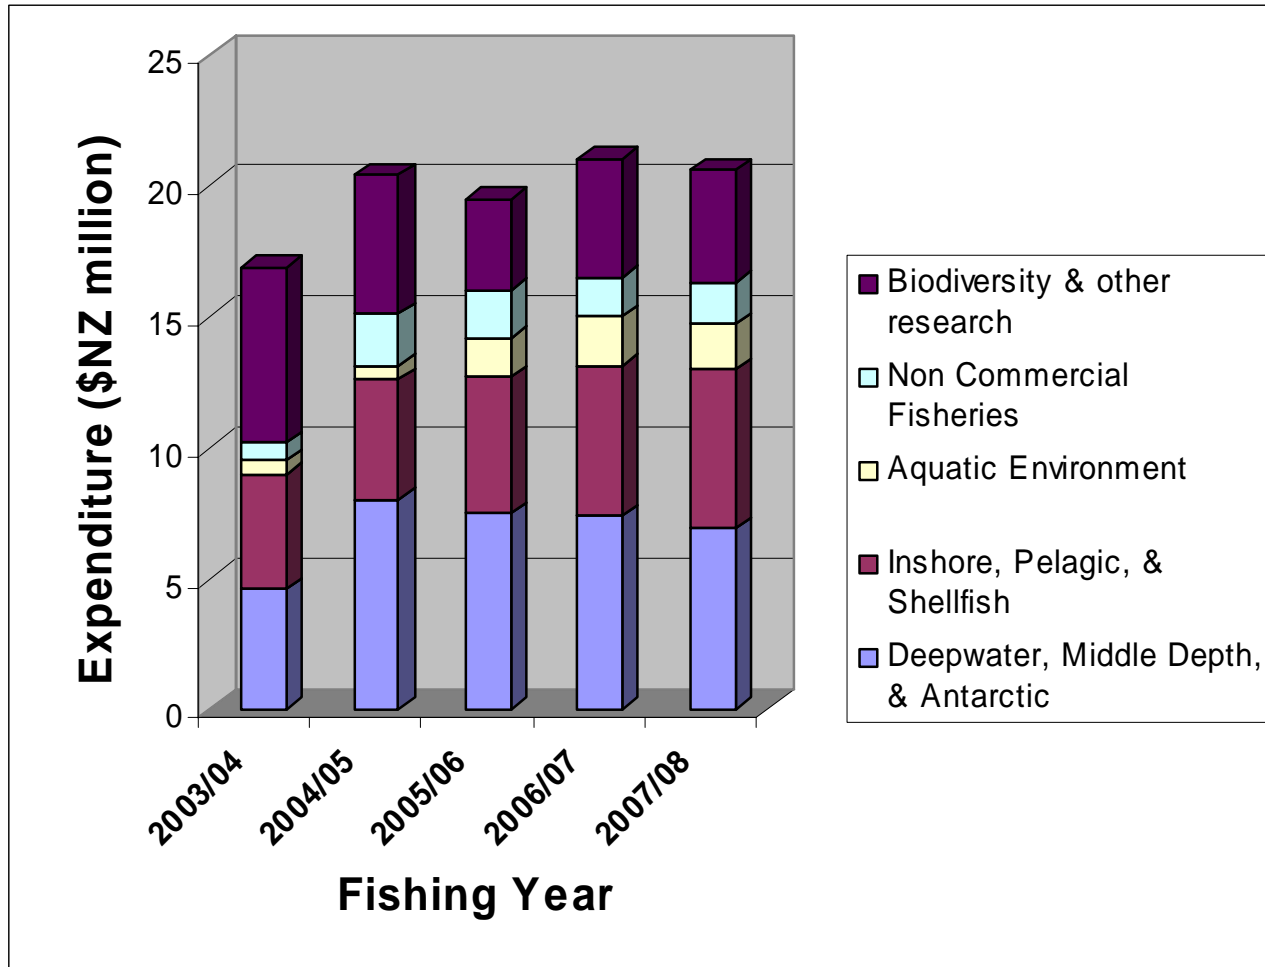 25
20
15
10
5
0
Expenditure ($NZ million)
2003/04
2004/05
2005/06
2006/07
2007/08
Fishing Year
Biodiversity & other
research
Non Commercial
Fisheries
Aquatic Environment
Inshore, Pelagic, &
Shellfish
Deepwater, Middle Depth,
& Antarctic